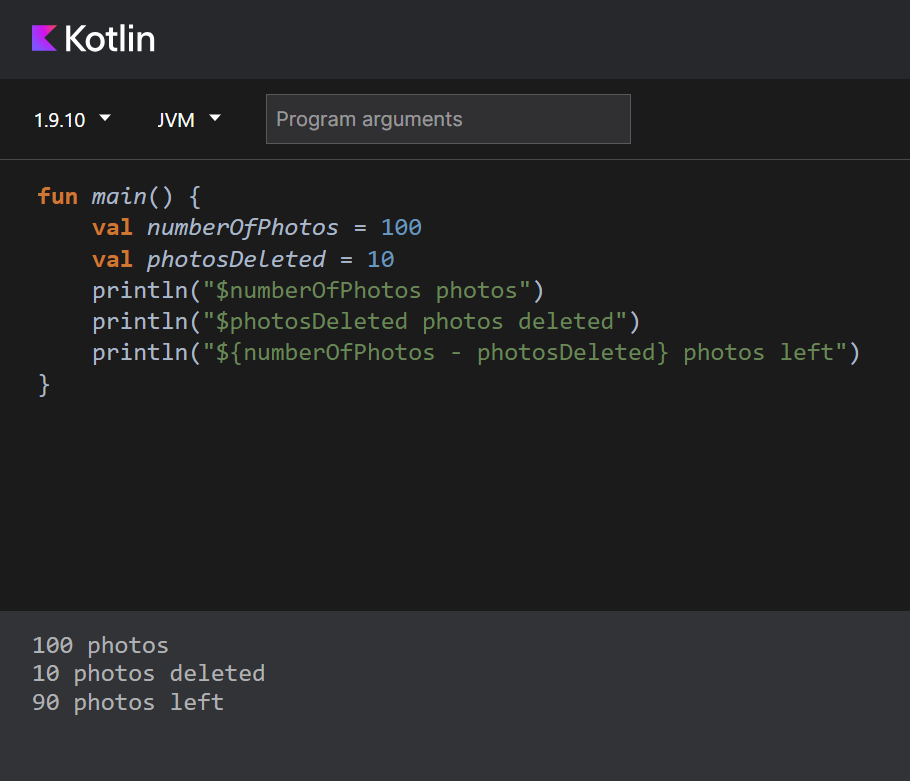 Kotlin
1.9.10 JVM Program arguments
fun main() {
    val numberOfPhotos = 100
    val photosDeleted = 10
    println("$numberOfPhotos photos")
    println("$photosDeleted photos deleted")
    println("${numberOfPhotos - photosDeleted} photos left")
}
100 photos
10 photos deleted
90 photos left